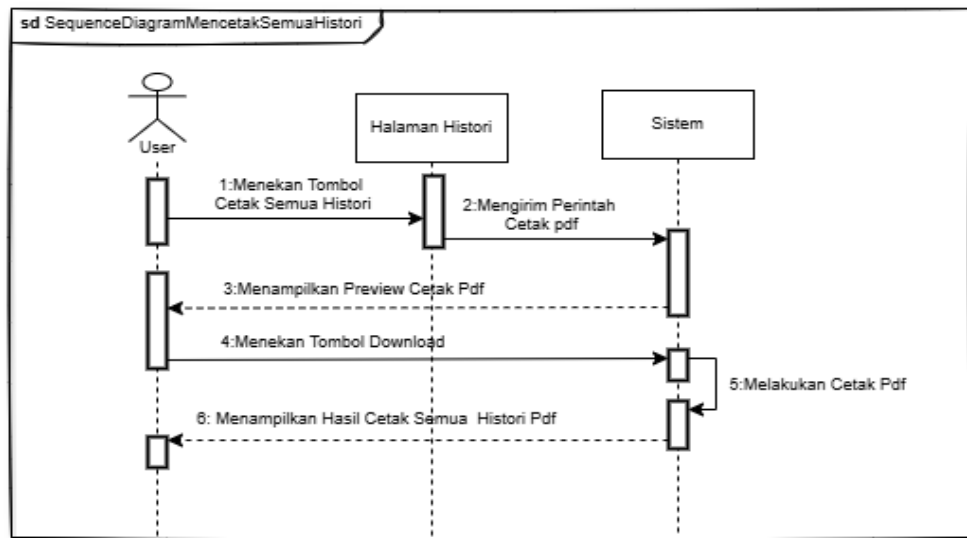 sd SequenceDiagramMencetakSemuaHistori
User
Halaman Histori
Sistem
1:Menekan Tombol
Cetak Semua Histori
2:Mengirim Perintah
Cetak pdf
3:Menampilkan Preview Cetak Pdf
4:Menekan Tombol Download
5:Melakukan Cetak Pdf
6: Menampilkan Hasil Cetak Semua  Histori Pdf